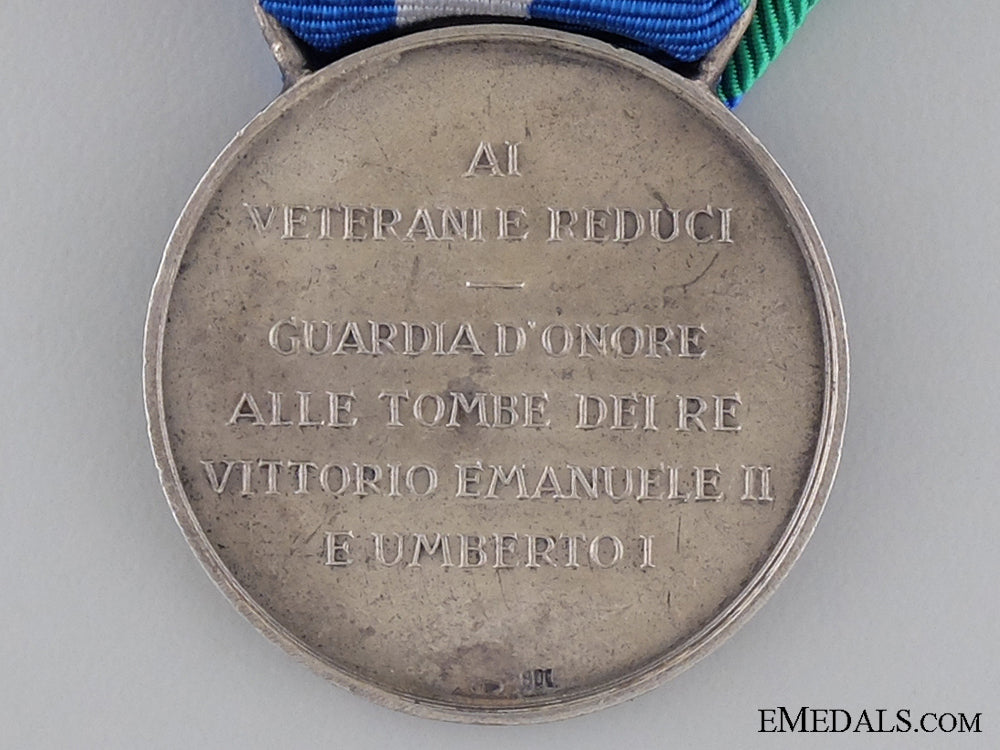 AI
VETERANI E REDUCI
GUARDIA D'ONORE
ALLE TOMBE DEI RE
VITTORIO EMANUELE II
E UMBERTO I
EMEDALS.COM